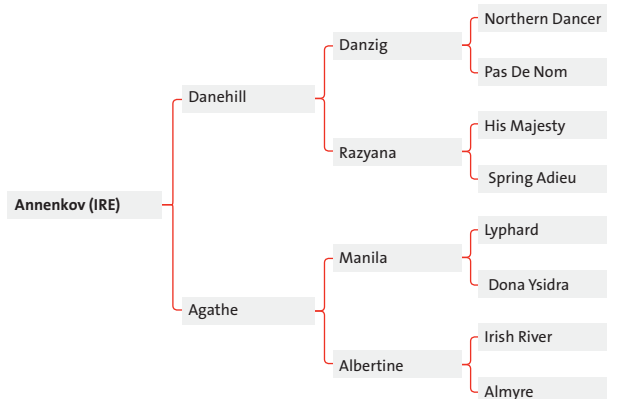 Northern Dancer
Danzig
Pas De Nom
Danehill
His Majesty
Razyana
Spring Adieu
Annenkov (IRE)
Lyphard
Manila
Dona Ysidra
Agathe
Irish River
Albertine
Almyre